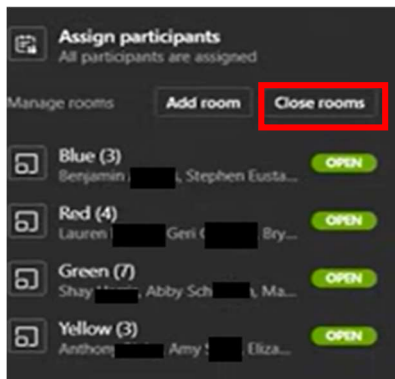 Assign participants
All participants are assigned
Manage rooms Add room Close rooms
Blue (3) OPEN
Benjamin , Stephen Eusta...
Red (4) OPEN
Lauren Geri Bry...
Green (7) OPEN
Shay , Abby Sch , Ma...
Yellow (3) OPEN
Anthony Amy Eliza...